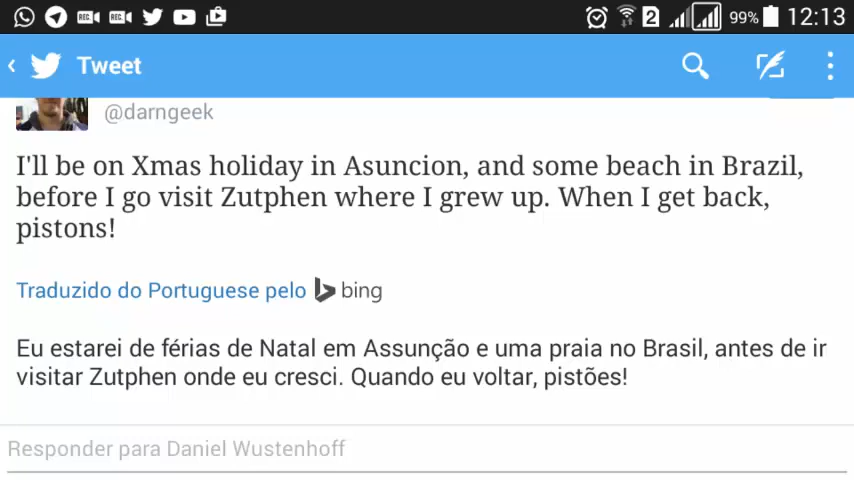 REC REC 2 99% 12:13
Tweet
@darngeek
I'll be on Xmas holiday in Asuncion, and some beach in Brazil,
before I go visit Zutphen where I grew up. When I get back,
pistons!
Traduzido do Portuguese pelo bing
Eu estarei de férias de Natal em Assunção e uma praia no Brasil, antes de ir
visitar Zutphen onde eu cresci. Quando eu voltar, pistões!
Responder para Daniel Wustenhoff